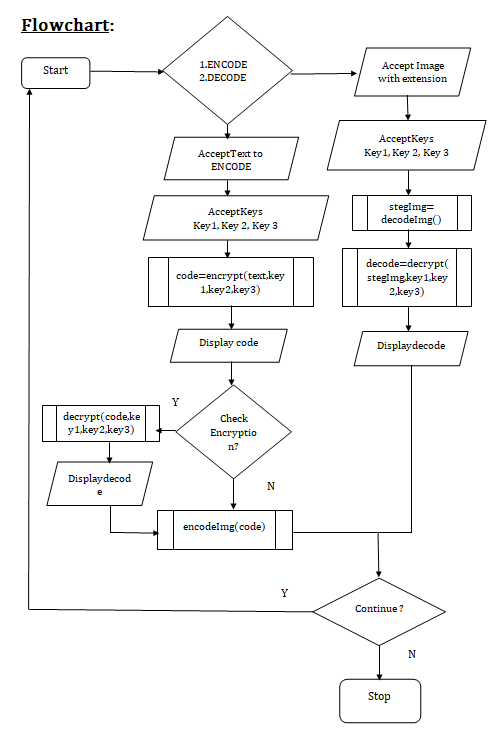 Flowchart:
Start
1.ENCODE
2.DECODE
Accept Image
with extension
AcceptText to
ENCODE
AcceptKeys
Key1, Key 2, Key 3
AcceptKeys
Key1, Key 2, Key 3
stegImg=
decodeImg()
code=encrypt(text,key
1,key2,key3)
decode=decrypt(
stegImg,key1,key
2,key3)
Display code
Displaydecode
Y
Check
Encryptio
n?
decrypt(code,ke
y1,key2,key3)
Displaydecod
e
N
encodeImg(code)
Y
Continue ?
N
Stop